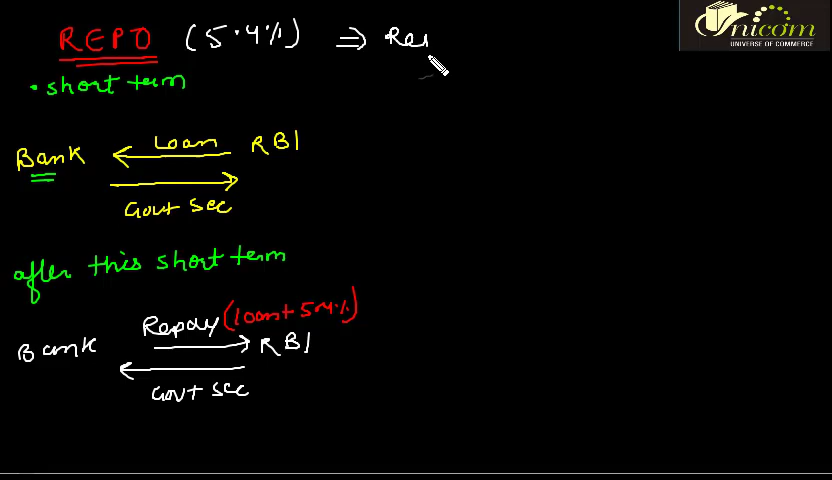 REPO (5.4%) ⇒ Rei
Unicom
UNIVERSE OF COMMERCE
• short term
Bank ← Loan RBI
→ Govt Sec
after this short term
Repay (loan + 5.4%)
Bank → RBI
← Govt sec